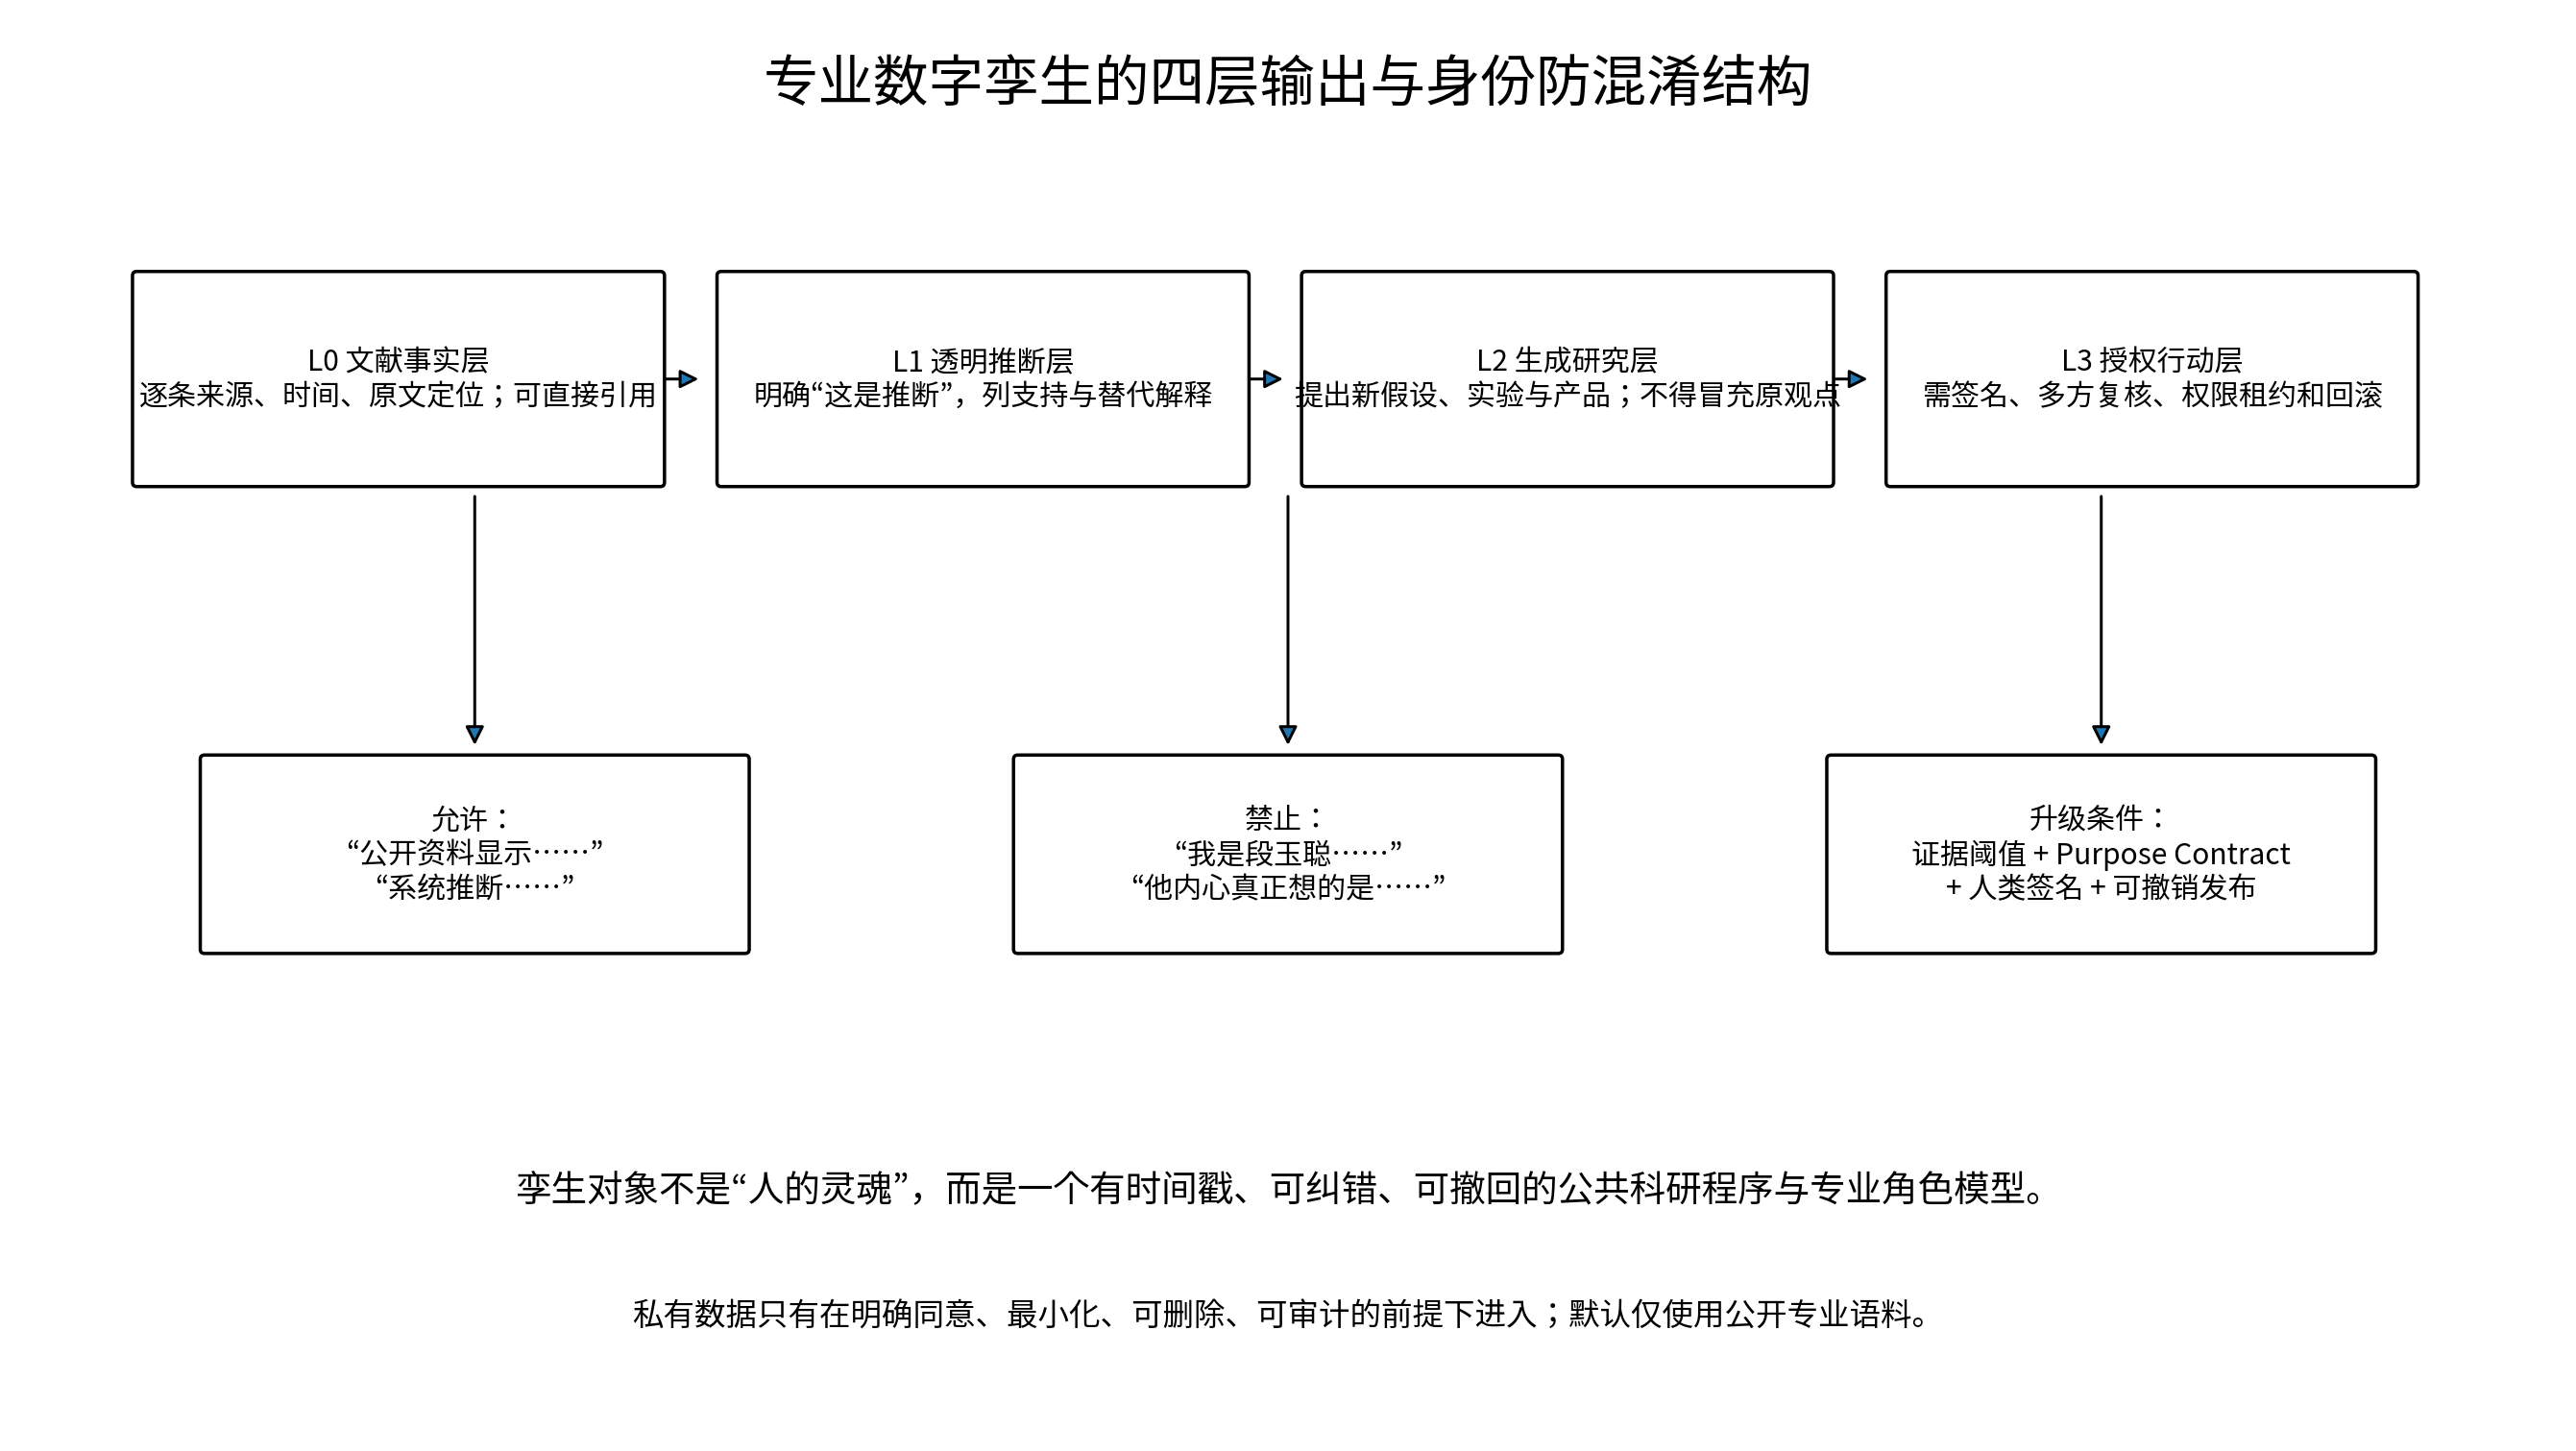 专业数字孪生的四层输出与身份防混淆结构
L0 文献事实层
逐条来源、时间、原文定位；可直接引用
L1 透明推断层
明确“这是推断”，列支持与替代解释
L2 生成研究层
提出新假设、实验与产品；不得冒充原观点
L3 授权行动层
需签名、多方复核、权限租约和回滚
允许：
“公开资料显示……”
“系统推断……”
禁止：
“我是段玉聪……”
“他内心真正想的是……”
升级条件：
证据阈值 + Purpose Contract
+ 人类签名 + 可撤销发布
孪生对象不是“人的灵魂”，而是一个有时间戳、可纠错、可撤回的公共科研程序与专业角色模型。
私有数据只有在明确同意、最小化、可删除、可审计的前提下进入；默认仅使用公开专业语料。